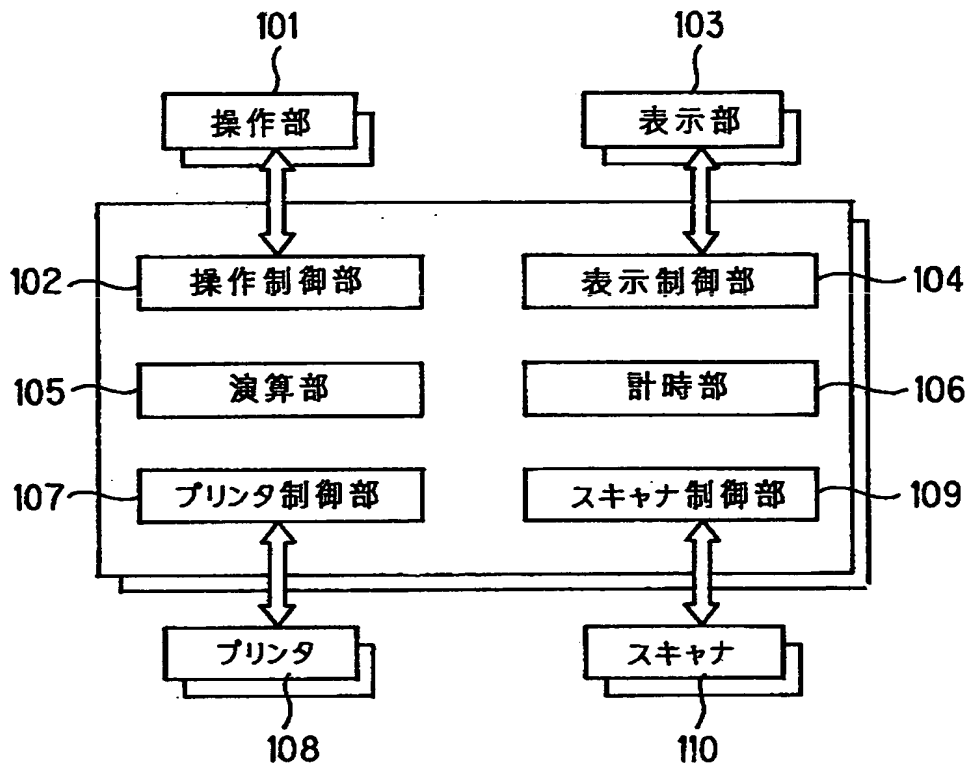 101
103
操作部
表示部
102
操作制御部
表示制御部
104
105
演算部
計時部
106
107
プリンタ制御部
スキャナ制御部
109
プリンタ
スキャナ
108
110